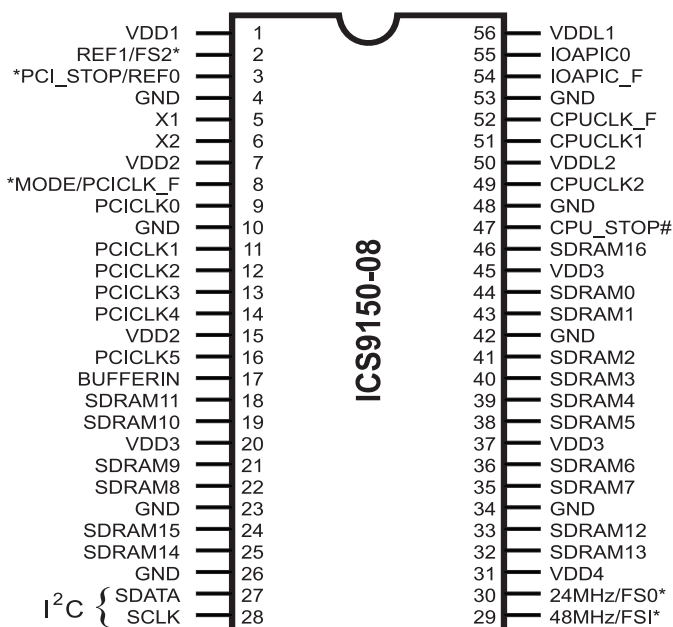 VDD1 1 56 VDDL1
REF1/FS2* 2 55 IOAPIC0
*PCI_STOP/REF0 3 54 IOAPIC_F
GND 4 53 GND
X1 5 52 CPUCLK_F
X2 6 51 CPUCLK1
VDD2 7 50 VDDL2
*MODE/PCICLK_F 8 49 CPUCLK2
PCICLK0 9 48 GND
GND 10 47 CPU_STOP#
PCICLK1 11 46 SDRAM16
PCICLK2 12 45 VDD3
PCICLK3 13 44 SDRAM0
PCICLK4 14 43 SDRAM1
VDD2 15 42 GND
PCICLK5 16 41 SDRAM2
BUFFERIN 17 40 SDRAM3
SDRAM11 18 39 SDRAM4
SDRAM10 19 38 SDRAM5
VDD3 20 37 VDD3
SDRAM9 21 36 SDRAM6
SDRAM8 22 35 SDRAM7
GND 23 34 GND
SDRAM15 24 33 SDRAM12
SDRAM14 25 32 SDRAM13
GND 26 31 VDD4
I²C { SDATA 27 30 24MHz/FS0*
SCLK 28 29 48MHz/FSI*
ICS9150-08